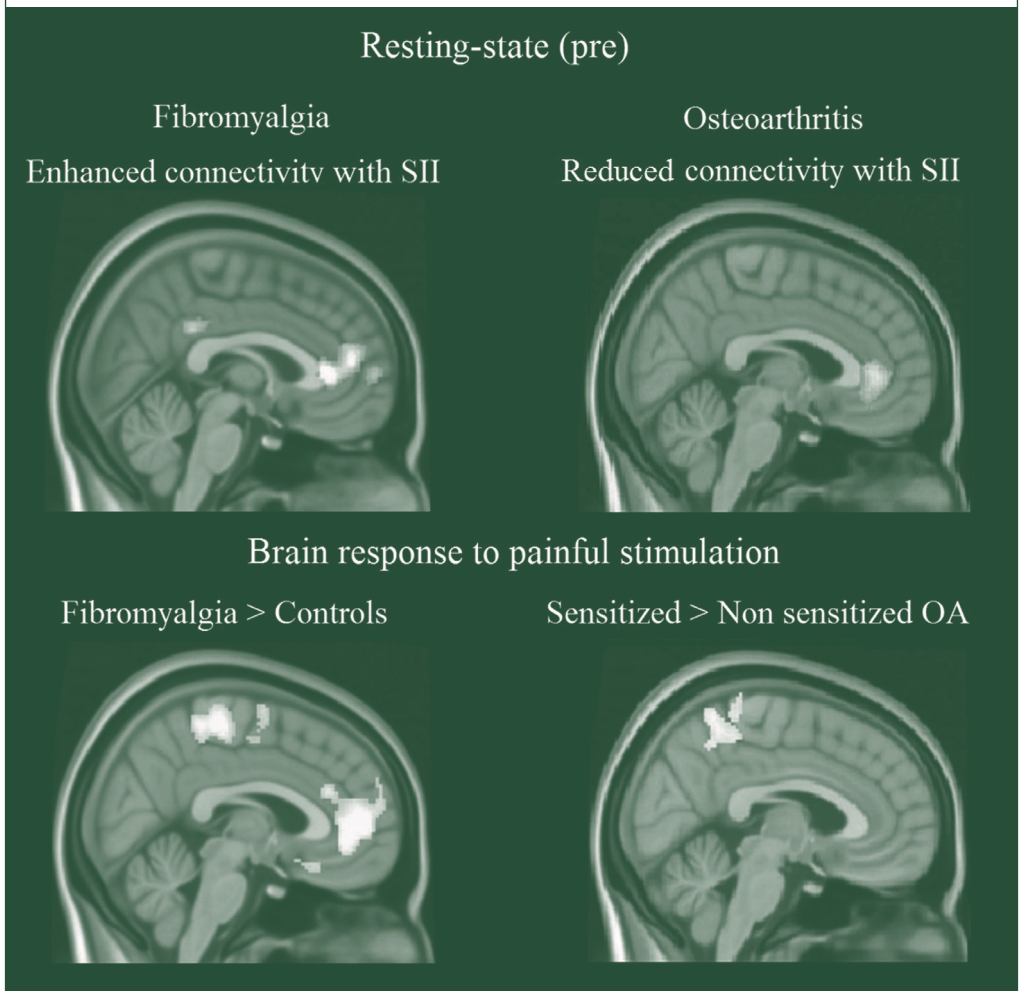 Resting-state (pre)
Fibromyalgia
Osteoarthritis
Enhanced connectivity with SII
Reduced connectivity with SII
Brain response to painful stimulation
Fibromyalgia > Controls
Sensitized > Non sensitized OA